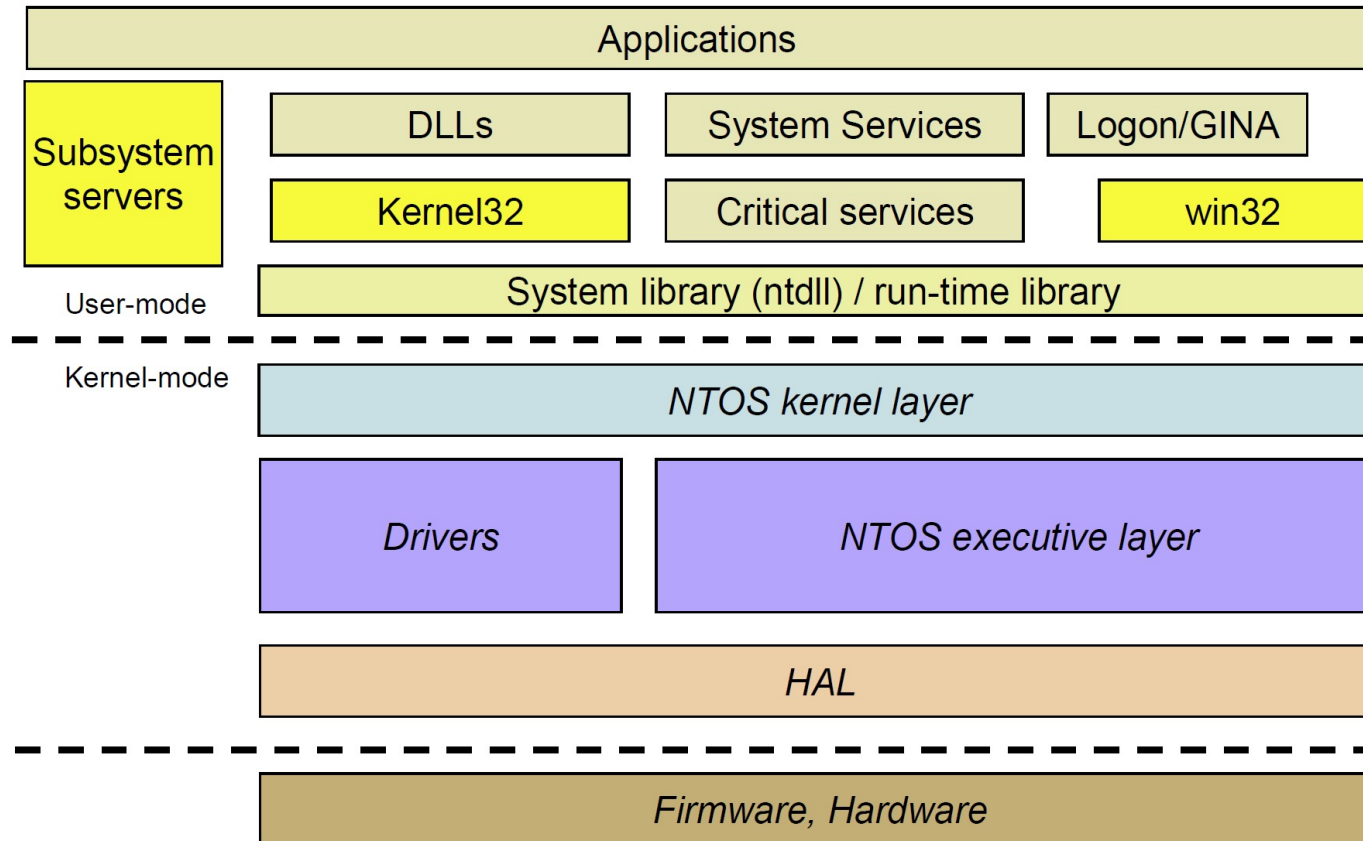 Applications
Subsystem
servers
DLLs
System Services
Logon/GINA
Kernel32
Critical services
win32
System library (ntdll) / run-time library
User-mode
Kernel-mode
NTOS kernel layer
Drivers
NTOS executive layer
HAL
Firmware, Hardware